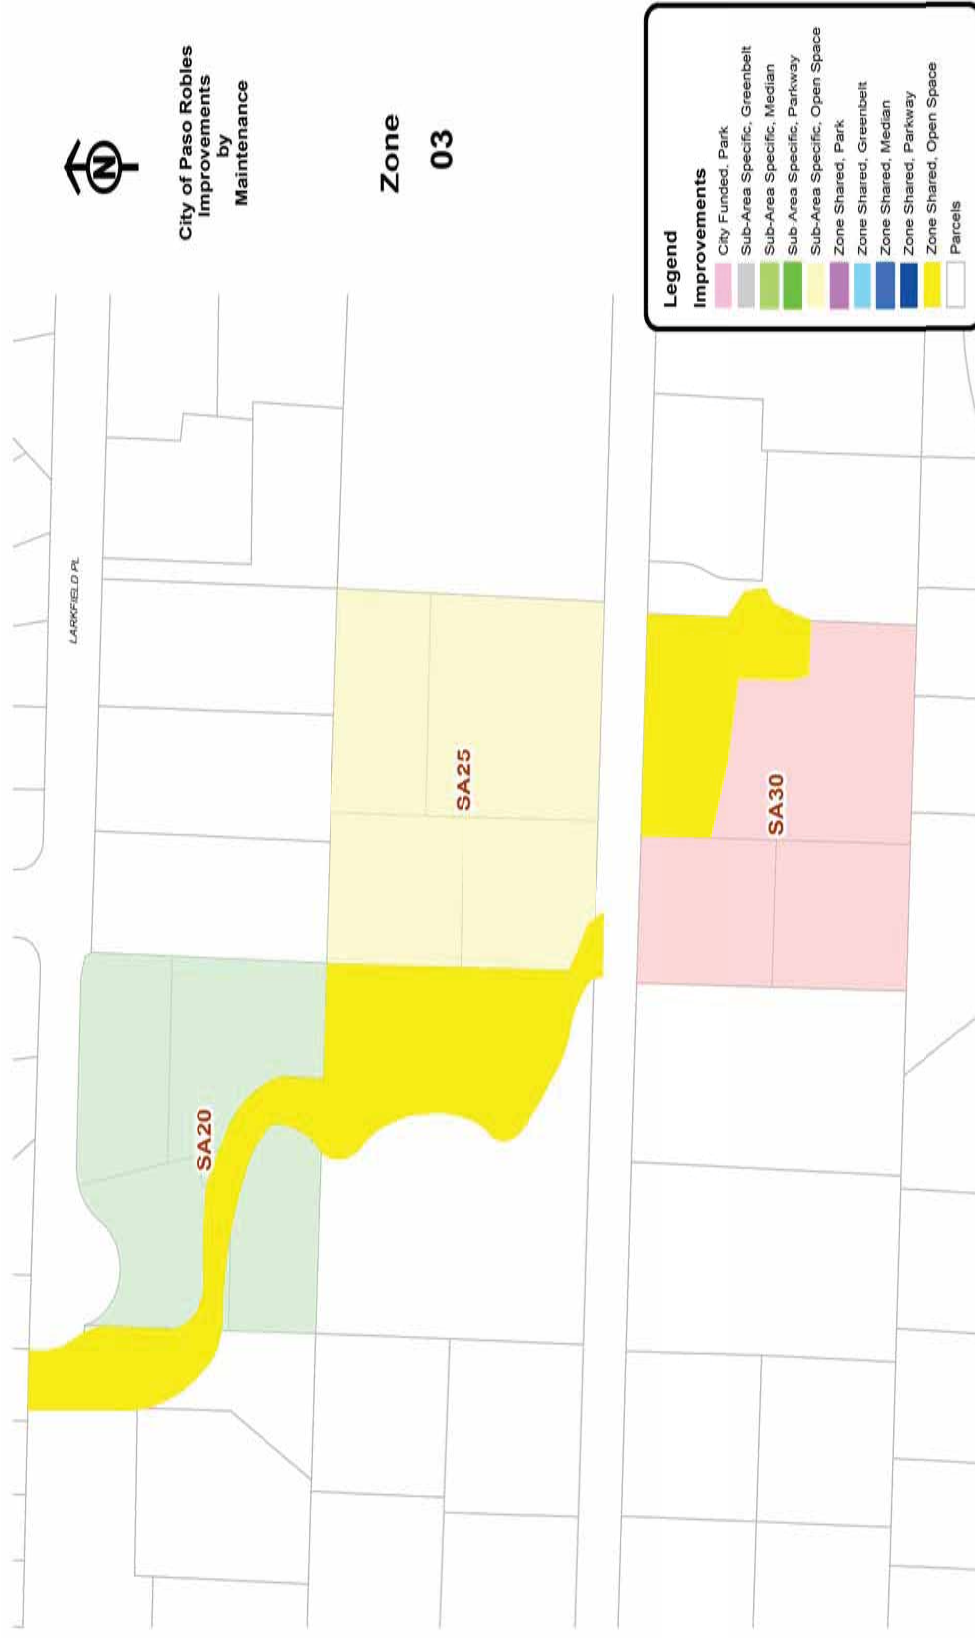 N
City of Paso Robles
Improvements
by
Maintenance
Zone
03
LARKFIELD PL
SA20
SA25
SA30
Legend
Improvements
City Funded, Park
Sub-Area Specific, Greenbelt
Sub-Area Specific, Median
Sub Area Specific, Parkway
Sub-Area Specific, Open Space
Zone Shared, Park
Zone Shared, Greenbelt
Zone Shared, Median
Zone Shared, Parkway
Zone Shared, Open Space
Parcels